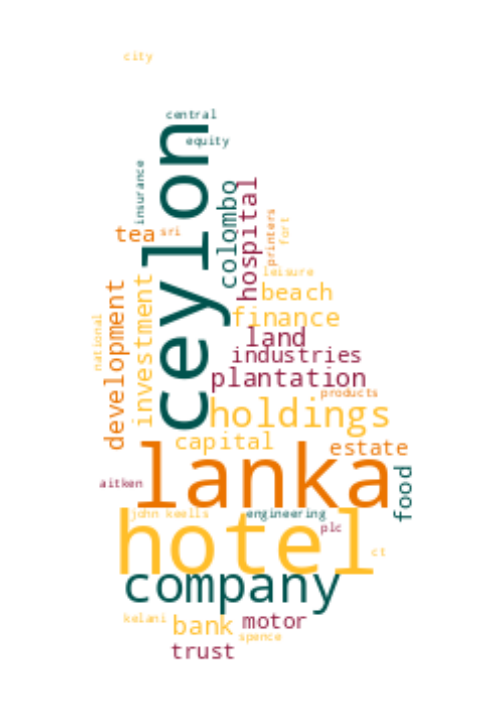 city
central
equity
ceylon
insurance
colombo
hospital
tea
sri
printers
fort
leisure
beach
development
investment
national
finance
land
industries
plantation
products
holdings
capital
estate
lanka
food
aitken
john keells
engineering
plc
hotel
ct
company
kelani
bank
motor
spence
trust